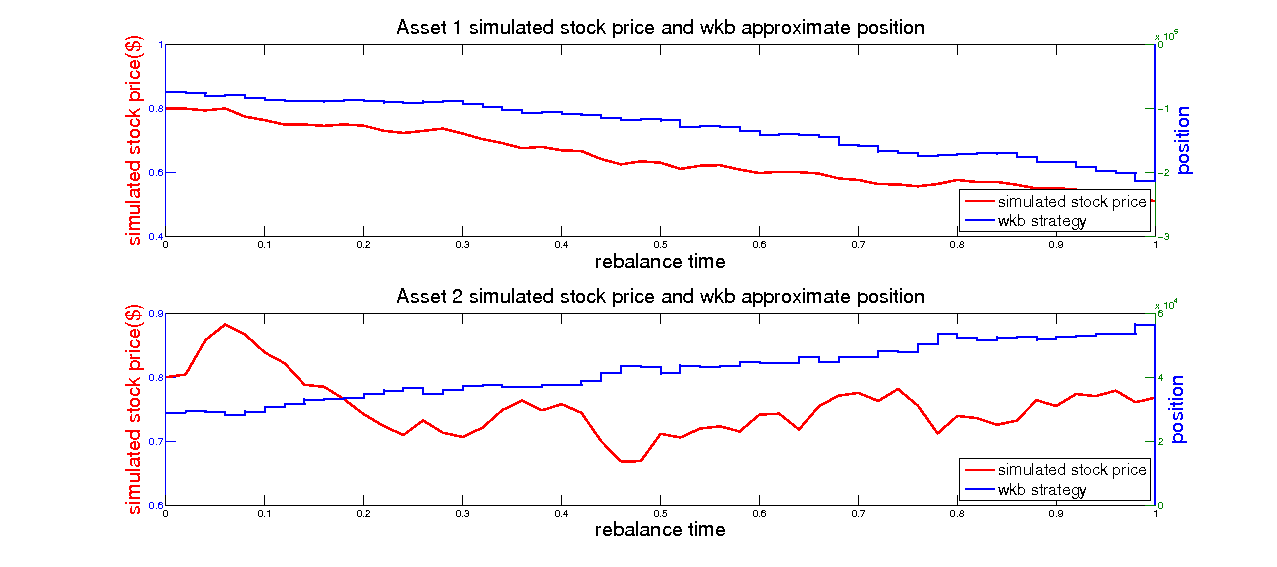 Asset 1 simulated stock price and wkb approximate position
x 10^5
simulated stock price($)
1
0.8
0.6
0.4
0
-1
-2
-3
position
simulated stock price
wkb strategy
0 0.1 0.2 0.3 0.4 0.5 0.6 0.7 0.8 0.9 1
rebalance time
Asset 2 simulated stock price and wkb approximate position
x 10^4
simulated stock price($)
0.9
0.8
0.7
0.6
6
4
2
0
position
simulated stock price
wkb strategy
0 0.1 0.2 0.3 0.4 0.5 0.6 0.7 0.8 0.9 1
rebalance time